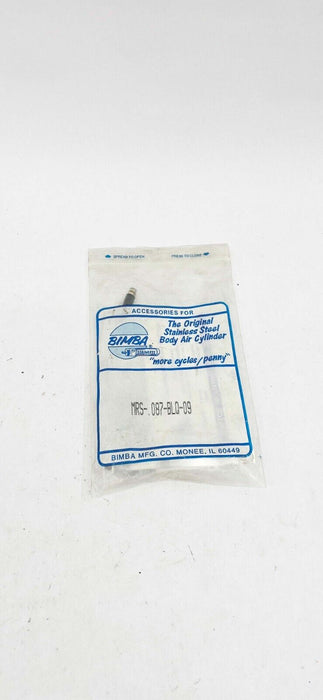 SPREAD TO OPEN PRESS TO CLOSE
ACCESSORIES FOR
BIMBA
The Original
Stainless Steel
Body Air Cylinder
"more cycles/penny"
MRS-.087-BLQ-09
BIMBA MFG. CO. MONEE, IL 60449